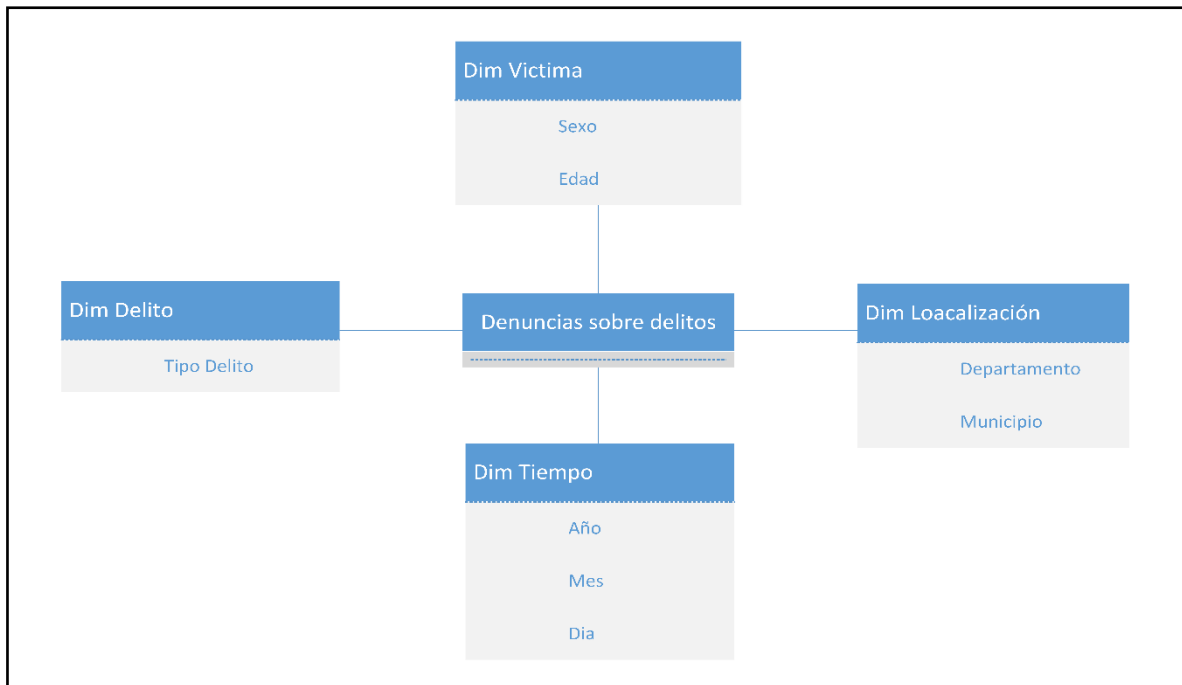 Dim Victima
Sexo
Edad
Dim Delito
Tipo Delito
Denuncias sobre delitos
Dim Loacalización
Departamento
Municipio
Dim Tiempo
Año
Mes
Dia